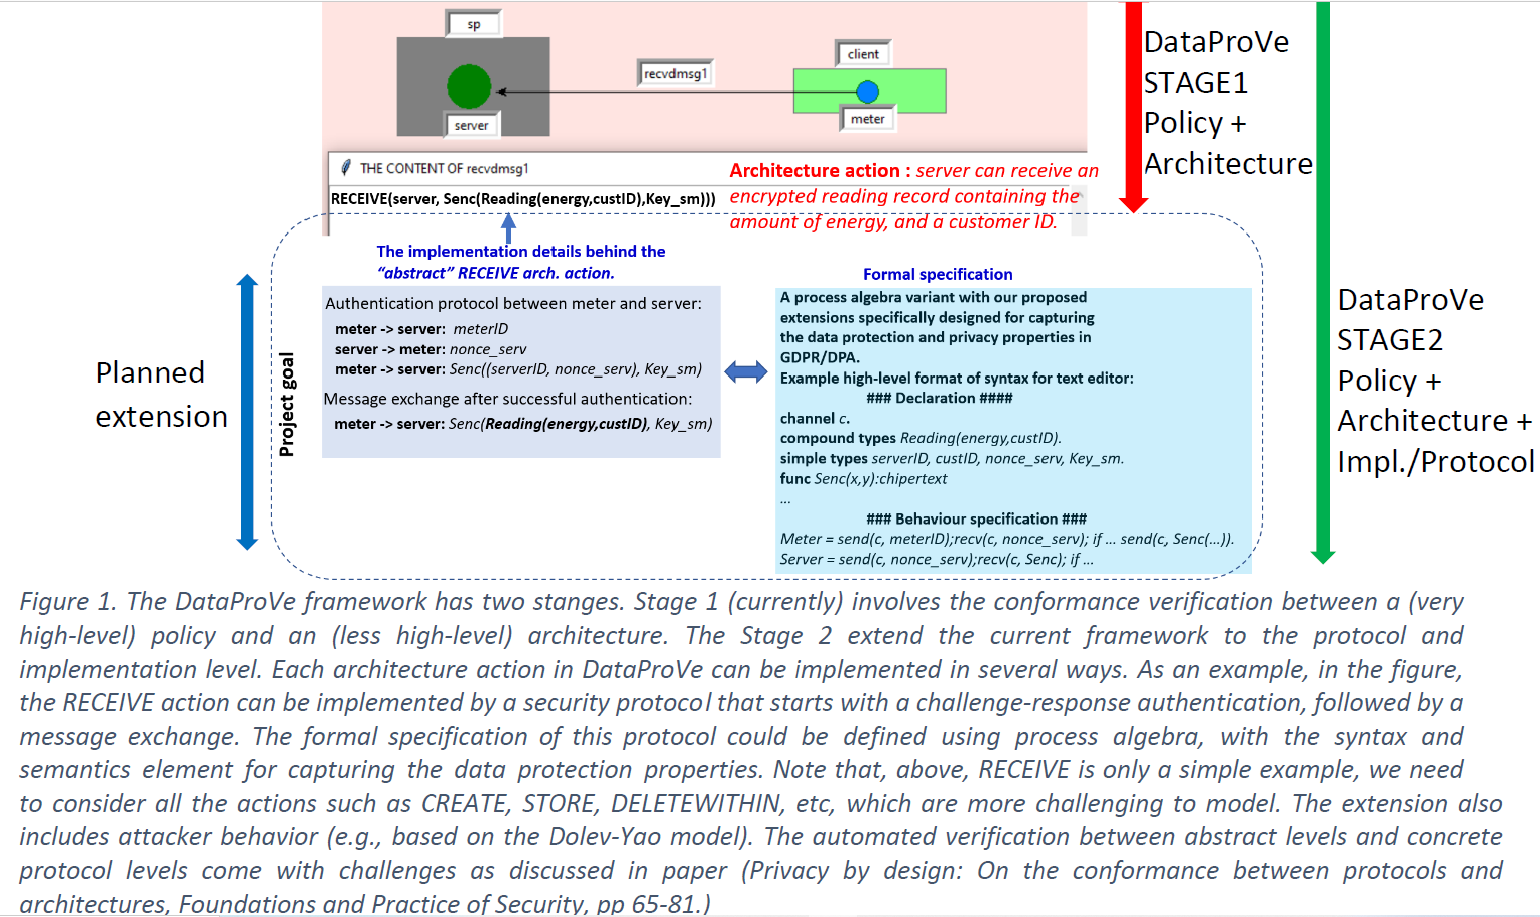 sp
client
recvdmsg1
server
meter
DataProVe
STAGE1
Policy +
Architecture
THE CONTENT OF recvdmsg1
RECEIVE(server, Senc(Reading(energy,custID),Key_sm)))
Architecture action : server can receive an
encrypted reading record containing the
amount of energy, and a customer ID.
The implementation details behind the
“abstract” RECEIVE arch. action.
Authentication protocol between meter and server:
meter -> server: meterID
server -> meter: nonce_serv
meter -> server: Senc((serverID, nonce_serv), Key_sm)
Message exchange after successful authentication:
meter -> server: Senc(Reading(energy,custID), Key_sm)
Planned
extension
Project goal
Formal specification
A process algebra variant with our proposed
extensions specifically designed for capturing
the data protection and privacy properties in
GDPR/DPA.
Example high-level format of syntax for text editor:
### Declaration ####
channel c.
compound types Reading(energy,custID).
simple types serverID, custID, nonce_serv, Key_sm.
func Senc(x,y):chipertext
...
### Behaviour specification ###
Meter = send(c, meterID);recv(c, nonce_serv); if ... send(c, Senc(...)).
Server = send(c, nonce_serv);recv(c, Senc); if ...
DataProVe
STAGE2
Policy +
Architecture +
Impl./Protocol
Figure 1. The DataProVe framework has two stanges. Stage 1 (currently) involves the conformance verification between a (very
high-level) policy and an (less high-level) architecture. The Stage 2 extend the current framework to the protocol and
implementation level. Each architecture action in DataProVe can be implemented in several ways. As an example, in the figure,
the RECEIVE action can be implemented by a security protocol that starts with a challenge-response authentication, followed by a
message exchange. The formal specification of this protocol could be defined using process algebra, with the syntax and
semantics element for capturing the data protection properties. Note that, above, RECEIVE is only a simple example, we need
to consider all the actions such as CREATE, STORE, DELETEWITHIN, etc, which are more challenging to model. The extension also
includes attacker behavior (e.g., based on the Dolev-Yao model). The automated verification between abstract levels and concrete
protocol levels come with challenges as discussed in paper (Privacy by design: On the conformance between protocols and
architectures, Foundations and Practice of Security, pp 65-81.)